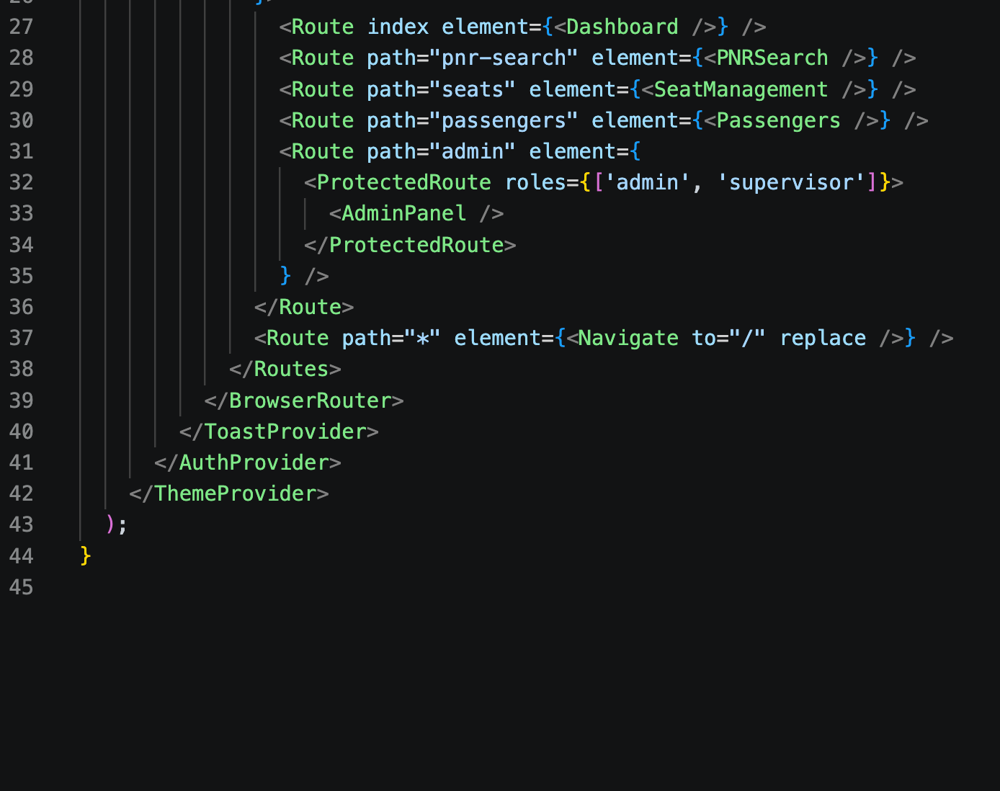 27 <Route index element={<Dashboard />} />
28 <Route path="pnr-search" element={<PNRSearch />} />
29 <Route path="seats" element={<SeatManagement />} />
30 <Route path="passengers" element={<Passengers />} />
31 <Route path="admin" element={
32 <ProtectedRoute roles={['admin', 'supervisor']}>
33 <AdminPanel />
34 </ProtectedRoute>
35 } />
36 </Route>
37 <Route path="*" element={<Navigate to="/" replace />} />
38 </Routes>
39 </BrowserRouter>
40 </ToastProvider>
41 </AuthProvider>
42 </ThemeProvider>
43 );
44 }
45